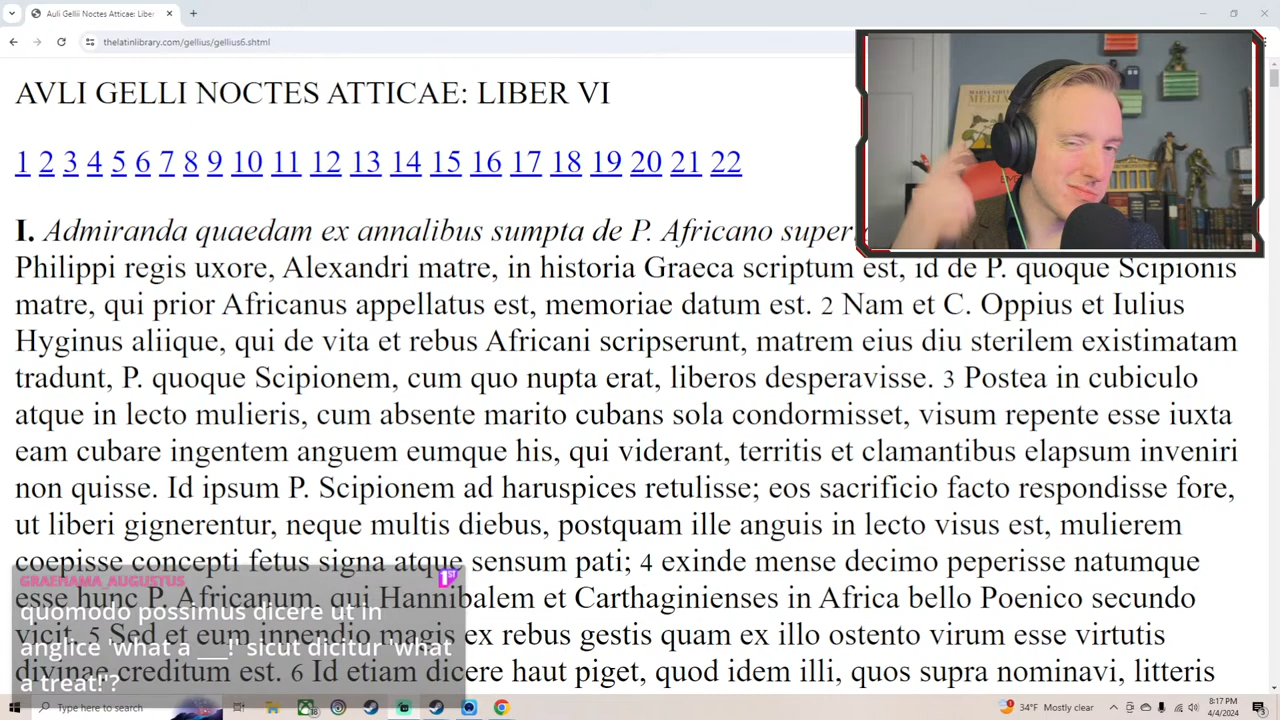 Auli Gellii Noctes Atticae: Liber
thelatinlibrary.com/gellius/gellius6.shtml
AVLI GELLI NOCTES ATTICAE: LIBER VI
1 2 3 4 5 6 7 8 9 10 11 12 13 14 15 16 17 18 19 20 21 22
I. Admiranda quaedam ex annalibus sumpta de P. Africano super
Philippi regis uxore, Alexandri matre, in historia Graeca scriptum est, id de P. quoque Scipionis
matre, qui prior Africanus appellatus est, memoriae datum est. 2 Nam et C. Oppius et Iulius
Hyginus aliique, qui de vita et rebus Africani scripserunt, matrem eius diu sterilem existimatam
tradunt, P. quoque Scipionem, cum quo nupta erat, liberos desperavisse. 3 Postea in cubiculo
atque in lecto mulieris, cum absente marito cubans sola condormisset, visum repente esse iuxta
eam cubare ingentem anguem eumque his, qui viderant, territis et clamantibus elapsum inveniri
non quisse. Id ipsum P. Scipionem ad haruspices retulisse; eos sacrificio facto respondisse fore,
ut liberi gignerentur, neque multis diebus, postquam ille anguis in lecto visus est, mulierem
coepisse concepti fetus signa atque sensum pati; 4 exinde mense decimo peperisse natumque
esse hunc P. Africanum, qui Hannibalem et Carthaginienses in Africa bello Poenico secundo
vicit. 5 Sed et eum inpendio magis ex rebus gestis quam ex illo ostento virum esse virtutis
divinae creditum est. 6 Id etiam dicere haut piget, quod idem illi, quos supra nominavi, litteris
GRAEHAMA_AUGUSTUS
1ST
quomodo possimus dicere ut in
anglice 'what a ___!' sicut dicitur 'what
a treat!'?
Type here to search
34°F Mostly clear
8:17 PM
4/4/2024